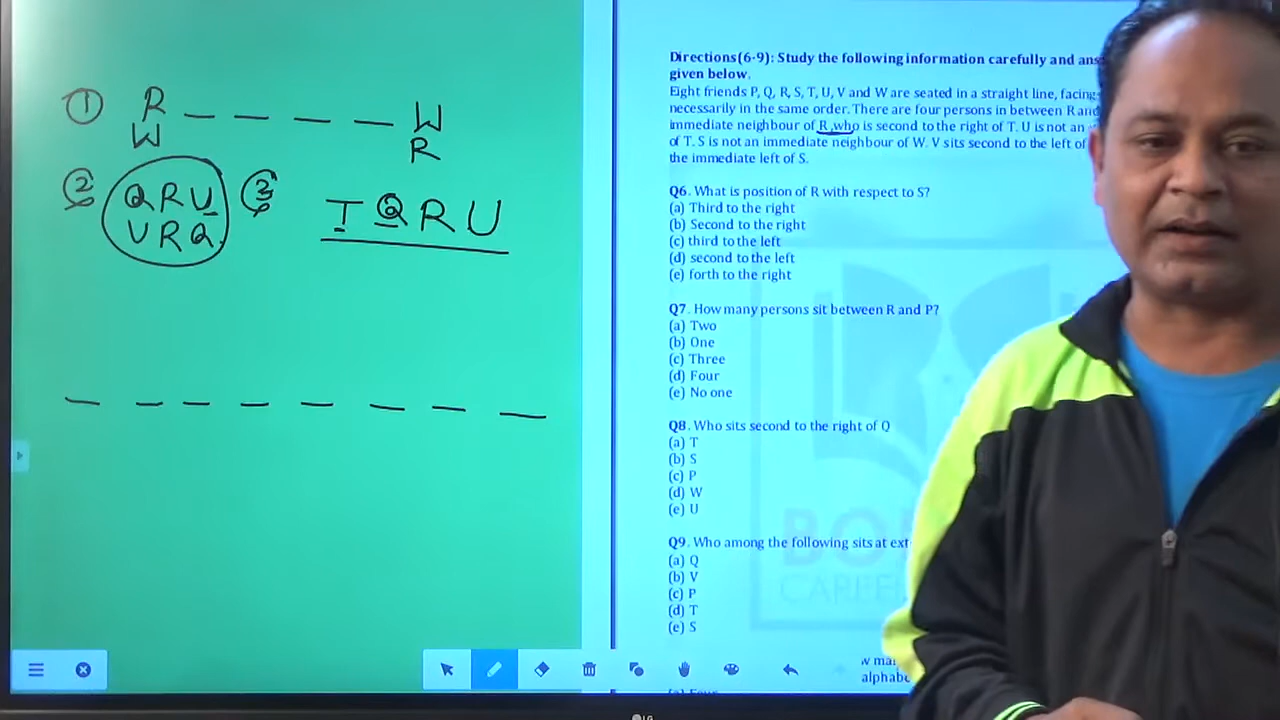 ① R _ _ _ _ W
W R
② Q R U ③ T Q R U
U R Q
_ _ _ _ _ _ _ _
Directions(6-9): Study the following information carefully and
given below.
Eight friends P, Q, R, S, T, U, V and W are seated in a straight line, facing
necessarily in the same order. There are four persons in between R and
immediate neighbour of R who is second to the right of T. U is not an
of T. S is not an immediate neighbour of W. V sits second to the left of
the immediate left of S.
Q6. What is position of R with respect to S?
(a) Third to the right
(b) Second to the right
(c) third to the left
(d) second to the left
(e) forth to the right
Q7. How many persons sit between R and P?
(a) Two
(b) One
(c) Three
(d) Four
(e) No one
Q8. Who sits second to the right of Q
(a) T
(b) S
(c) P
(d) W
(e) U
Q9. Who among the following sits at
(a) Q
(b) V
(c) P
(d) T
(e) S
LG